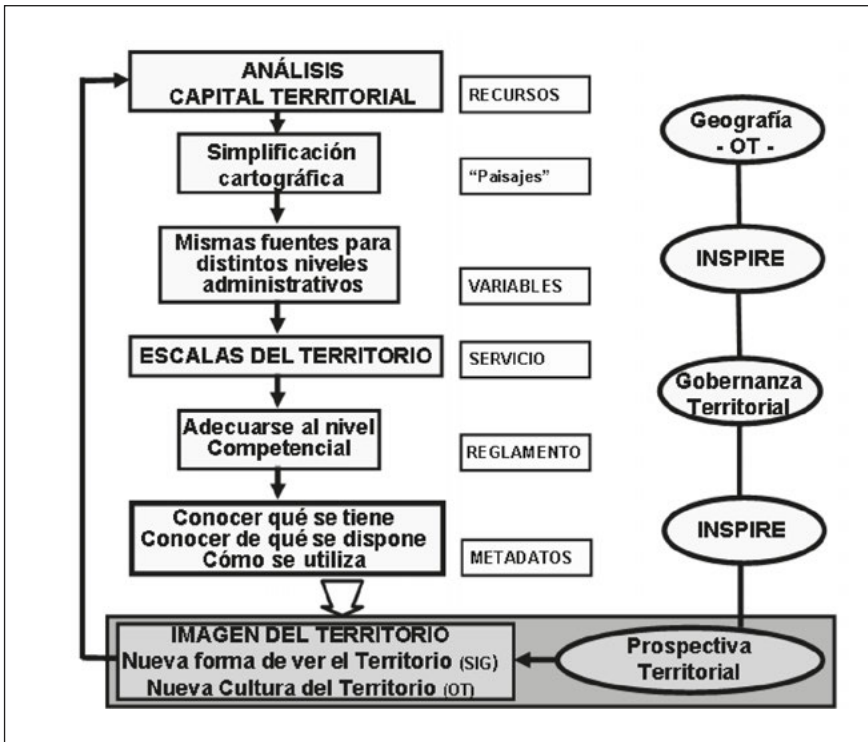 ANÁLISIS
CAPITAL TERRITORIAL
RECURSOS
Simplificación
cartográfica
"Paisajes"
Mismas fuentes para
distintos niveles
administrativos
VARIABLES
ESCALAS DEL TERRITORIO
SERVICIO
Adecuarse al nivel
Competencial
REGLAMENTO
Conocer qué se tiene
Conocer de qué se dispone
Cómo se utiliza
METADATOS
IMAGEN DEL TERRITORIO
Nueva forma de ver el Territorio (SIG)
Nueva Cultura del Territorio (OT)
Geografía
- OT -
INSPIRE
Gobernanza
Territorial
INSPIRE
Prospectiva
Territorial